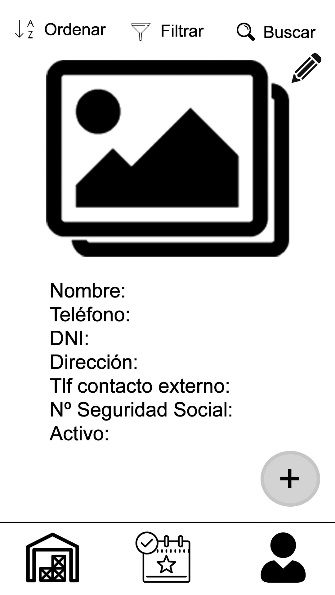 Ordenar
Filtrar
Buscar
Nombre:
Teléfono:
DNI:
Dirección:
Tlf contacto externo:
Nº Seguridad Social:
Activo: